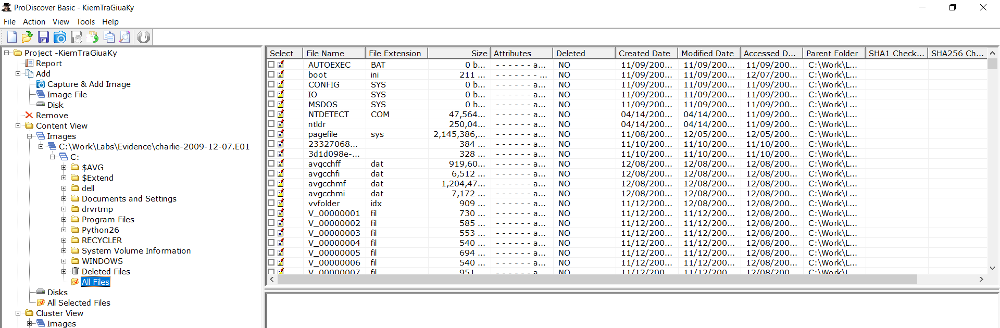 ProDiscover Basic - KiemTraGiuaKy
File Action View Tools Help
Project -KiemTraGiuaKy
Report
Add
Capture & Add Image
Image File
Disk
Remove
Content View
Images
C:\Work\Labs\Evidence\charlie-2009-12-07.E01
C:
$AVG
$Extend
dell
Documents and Settings
drvrtmp
Program Files
Python26
RECYCLER
System Volume Information
WINDOWS
Deleted Files
All Files
Disks
All Selected Files
Cluster View
Images
Select File Name File Extension Size Attributes Deleted Created Date Modified Date Accessed D... Parent Folder SHA1 Check... SHA256 Ch...
AUTOEXEC BAT 0 b... - - - - - - a... NO 11/09/200... 11/09/200... 11/09/200... C:\Work\L...
boot ini 211 ... - - - - - - - ... NO 11/09/200... 11/09/200... 12/07/200... C:\Work\L...
CONFIG SYS 0 b... - - - - - - a... NO 11/09/200... 11/09/200... 11/09/200... C:\Work\L...
IO SYS 0 b... - - - - - - a... NO 11/09/200... 11/09/200... 11/09/200... C:\Work\L...
MSDOS SYS 0 b... - - - - - - a... NO 11/09/200... 11/09/200... 11/09/200... C:\Work\L...
NTDETECT COM 47,564... - - - - - - a... NO 04/14/200... 04/14/200... 11/09/200... C:\Work\L...
ntldr 250,04... - - - - - - a... NO 04/14/200... 04/14/200... 11/09/200... C:\Work\L...
pagefile sys 2,145,386,... - - - - - - a... NO 11/08/200... 12/05/200... 12/05/200... C:\Work\L...
23327068... 384 ... - - - - - - a... NO 11/10/200... 11/10/200... 11/10/200... C:\Work\L...
3d1d098e-... 328 ... - - - - - - a... NO 11/10/200... 11/10/200... 11/10/200... C:\Work\L...
avgcchff dat 919,60... - - - - - - a... NO 12/08/200... 12/08/200... 12/08/200... C:\Work\L...
avgcchfi dat 6,512 ... - - - - - - a... NO 12/08/200... 12/08/200... 12/08/200... C:\Work\L...
avgcchmf dat 1,204,47... - - - - - - a... NO 12/08/200... 12/08/200... 12/08/200... C:\Work\L...
avgcchmi dat 7,172 ... - - - - - - a... NO 12/08/200... 12/08/200... 12/08/200... C:\Work\L...
vvfolder idx 909 ... - - - - - - a... NO 11/12/200... 12/08/200... 12/08/200... C:\Work\L...
V_00000001 fil 730 ... - - - - - - a... NO 11/12/200... 11/12/200... 12/08/200... C:\Work\L...
V_00000002 fil 585 ... - - - - - - a... NO 11/12/200... 11/12/200... 12/08/200... C:\Work\L...
V_00000003 fil 553 ... - - - - - - a... NO 11/12/200... 11/12/200... 12/08/200... C:\Work\L...
V_00000004 fil 540 ... - - - - - - a... NO 11/12/200... 11/12/200... 12/08/200... C:\Work\L...
V_00000005 fil 694 ... - - - - - - a... NO 11/12/200... 11/12/200... 12/08/200... C:\Work\L...
V_00000006 fil 540 ... - - - - - - a... NO 11/12/200... 11/12/200... 12/08/200... C:\Work\L...
V_00000007 fil 951 ... - - - - - - a... NO 11/12/200... 11/12/200... 12/08/200... C:\Work\L...